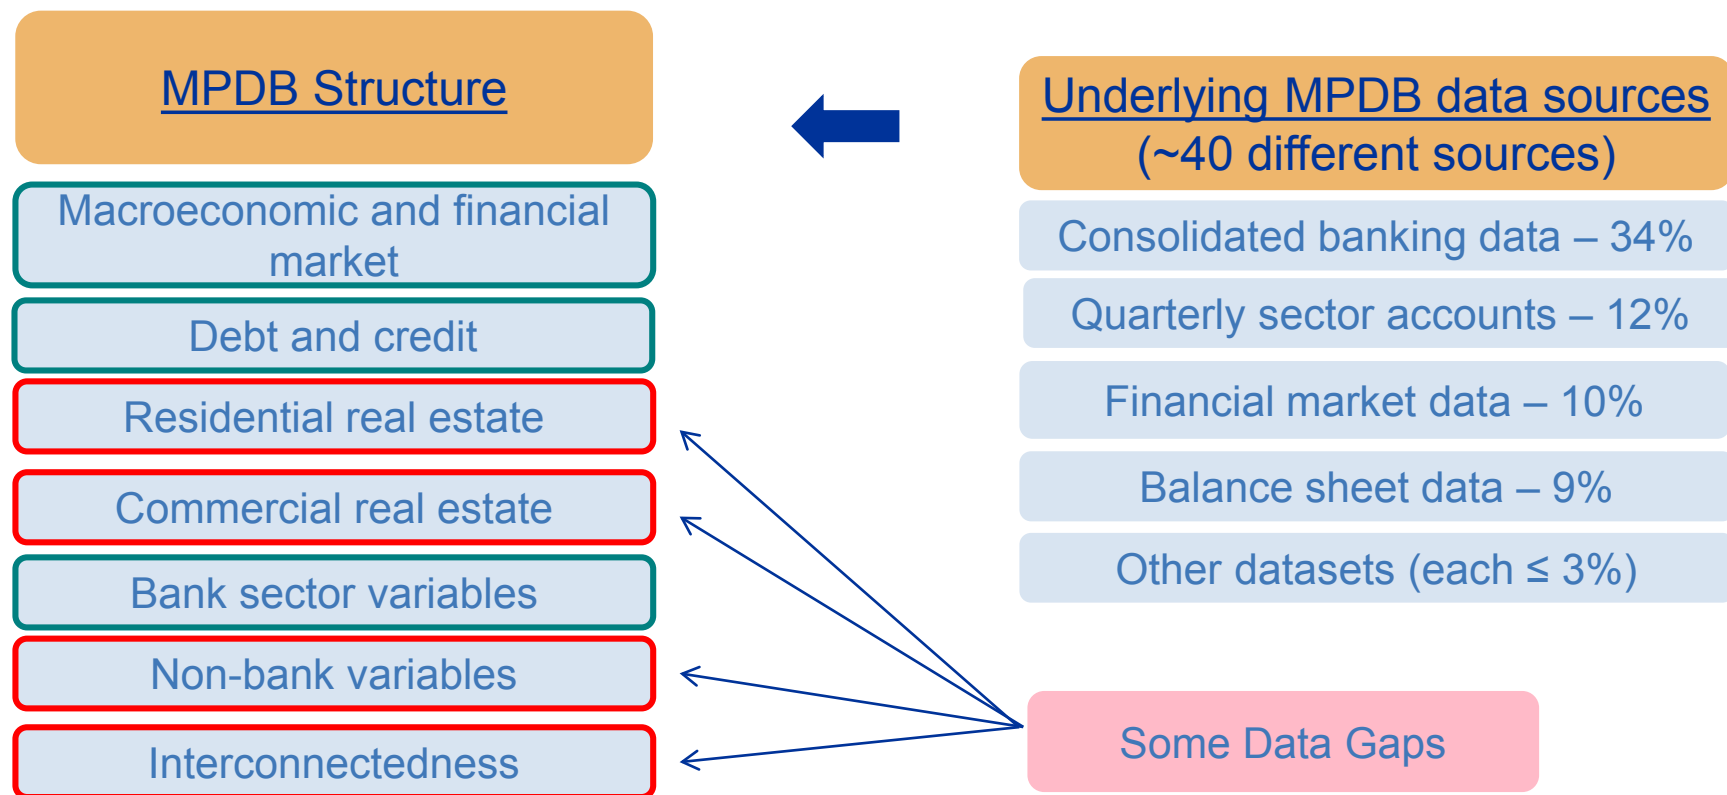 MPDB Structure
Macroeconomic and financial
market
Debt and credit
Residential real estate
Commercial real estate
Bank sector variables
Non-bank variables
Interconnectedness
Underlying MPDB data sources
(~40 different sources)
Consolidated banking data – 34%
Quarterly sector accounts – 12%
Financial market data – 10%
Balance sheet data – 9%
Other datasets (each ≤ 3%)
Some Data Gaps